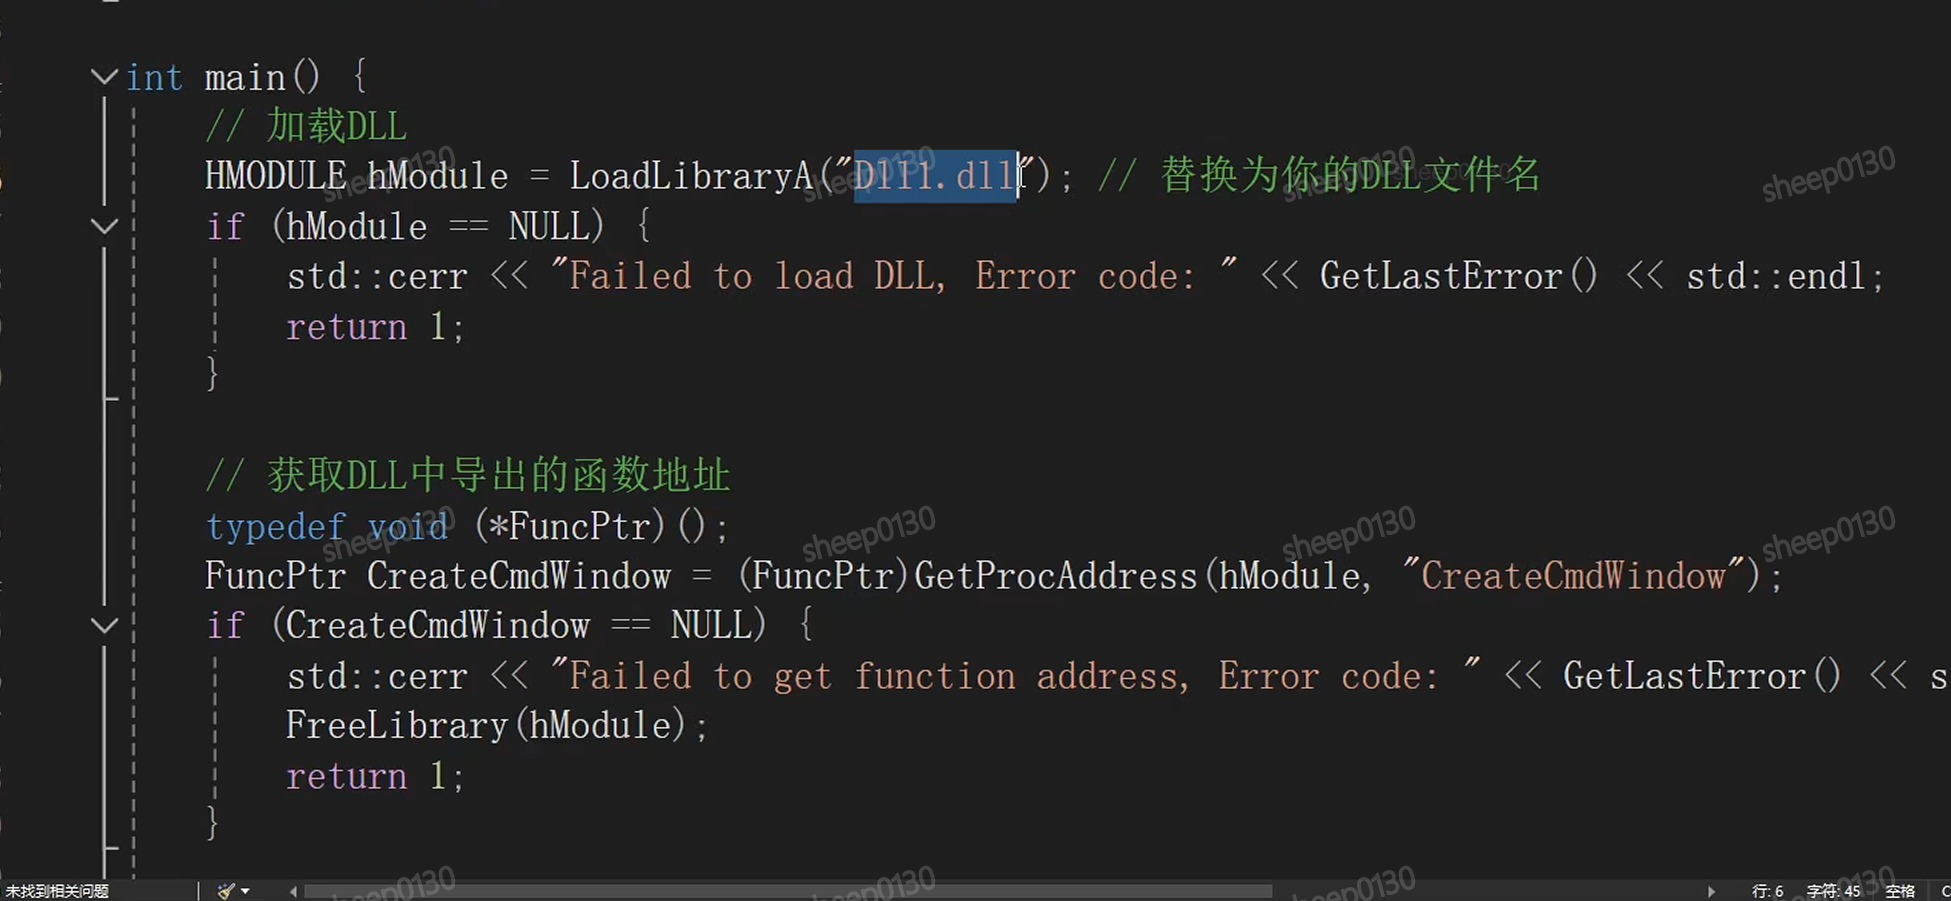 int main() {
// 加载DLL
HMODULE hModule = LoadLibraryA("Dll1.dll"); // 替换为你的DLL文件名
if (hModule == NULL) {
std::cerr << "Failed to load DLL, Error code: " << GetLastError() << std::endl;
return 1;
}
// 获取DLL中导出的函数地址
typedef void (*FuncPtr)();
FuncPtr CreateCmdWindow = (FuncPtr)GetProcAddress(hModule, "CreateCmdWindow");
if (CreateCmdWindow == NULL) {
std::cerr << "Failed to get function address, Error code: " << GetLastError() << s
FreeLibrary(hModule);
return 1;
}
未找到相关问题 行: 6 字符: 45 空格
sheep0130 sheep0130 sheep0130 sheep0130
sheep0130 sheep0130 sheep0130 sheep0130
sheep0130 sheep0130 sheep0130 sheep0130